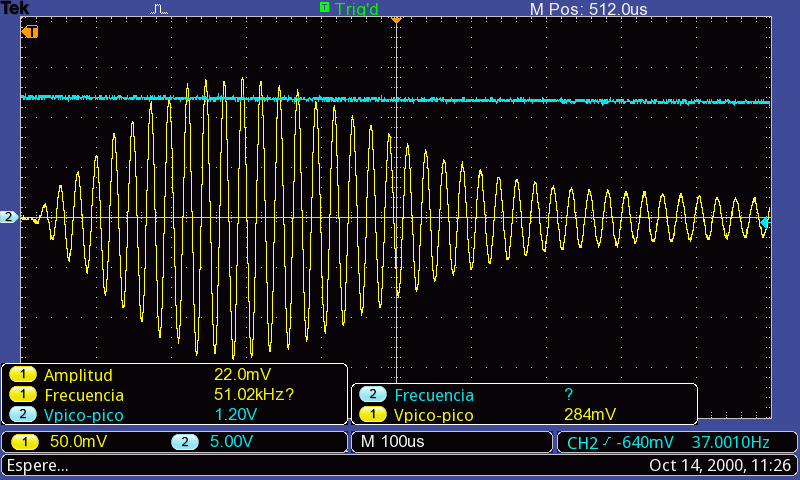 Tek T Trig'd M Pos: 512.0us
T
2
1 Amplitud 22.0mV
1 Frecuencia 51.02kHz?
2 Vpico-pico 1.20V
2 Frecuencia ?
1 Vpico-pico 284mV
1 50.0mV 2 5.00V M 100us CH2 -640mV 37.0010Hz
Espere... Oct 14, 2000, 11:26